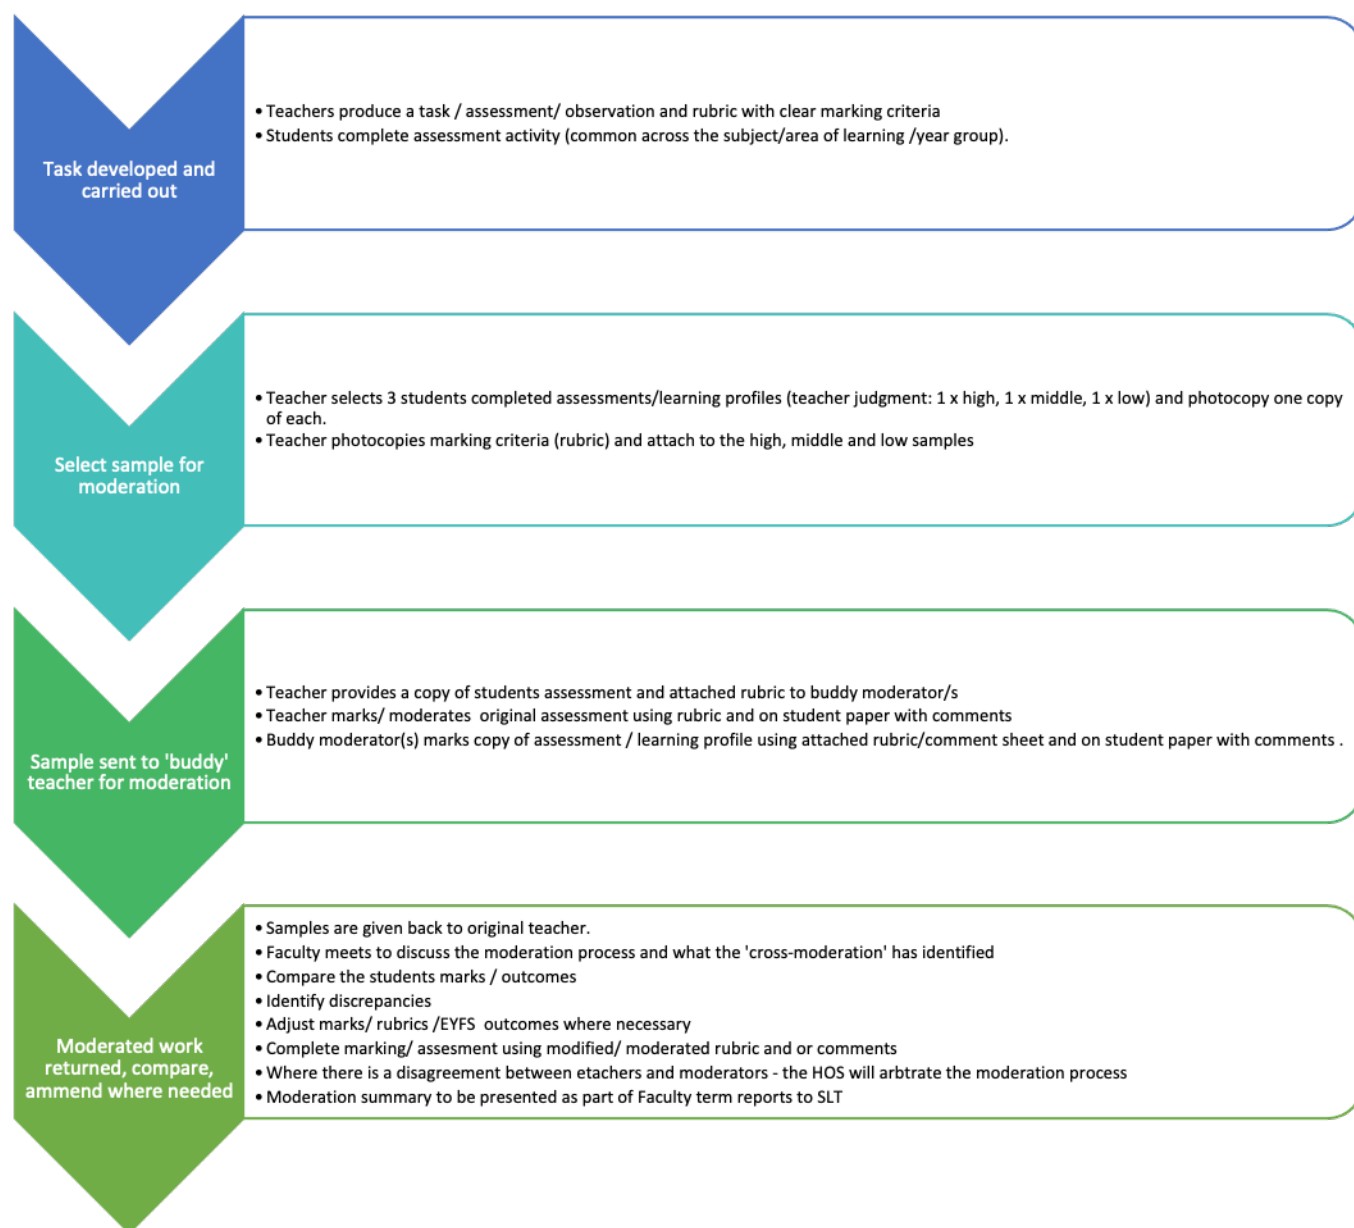 Task developed and
carried out
• Teachers produce a task / assessment/ observation and rubric with clear marking criteria
• Students complete assessment activity (common across the subject/area of learning /year group).
Select sample for
moderation
• Teacher selects 3 students completed assessments/learning profiles (teacher judgment: 1 x high, 1 x middle, 1 x low) and photocopy one copy
of each.
• Teacher photocopies marking criteria (rubric) and attach to the high, middle and low samples
Sample sent to 'buddy'
teacher for moderation
• Teacher provides a copy of students assessment and attached rubric to buddy moderator/s
• Teacher marks/ moderates  original assessment using rubric and on student paper with comments
• Buddy moderator(s) marks copy of assessment / learning profile using attached rubric/comment sheet and on student paper with comments .
Moderated work
returned, compare,
ammend where needed
• Samples are given back to original teacher.
• Faculty meets to discuss the moderation process and what the 'cross-moderation' has identified
• Compare the students marks / outcomes
• Identify discrepancies
• Adjust marks/ rubrics /EYFS  outcomes where necessary
• Complete marking/ assesment using modified/ moderated rubric and or comments
• Where there is a disagreement between etachers and moderators - the HOS will arbtrate the moderation process
• Moderation summary to be presented as part of Faculty term reports to SLT